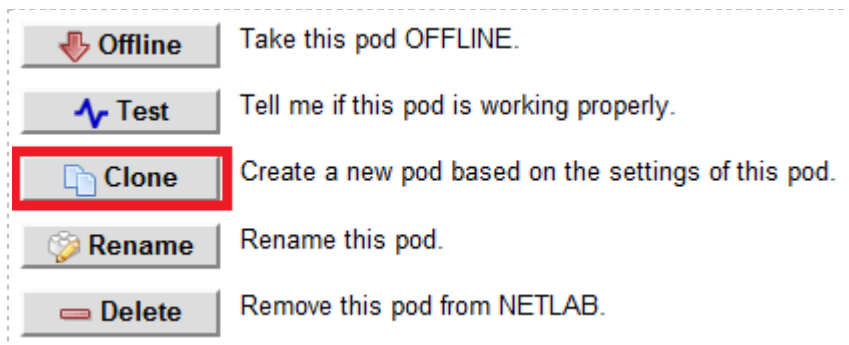 Offline Take this pod OFFLINE.
Test Tell me if this pod is working properly.
Clone Create a new pod based on the settings of this pod.
Rename Rename this pod.
Delete Remove this pod from NETLAB.